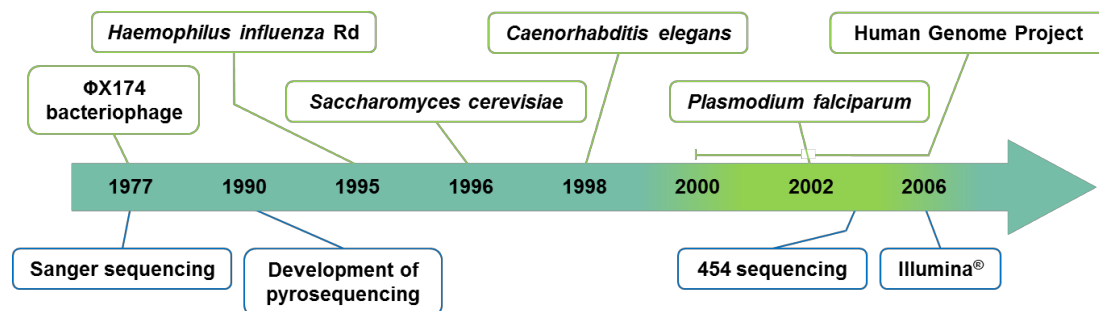 Haemophilus influenza Rd
Caenorhabditis elegans
Human Genome Project
ΦX174
bacteriophage
Saccharomyces cerevisiae
Plasmodium falciparum
1977
1990
1995
1996
1998
2000
2002
2006
Sanger sequencing
Development of
pyrosequencing
454 sequencing
Illumina®